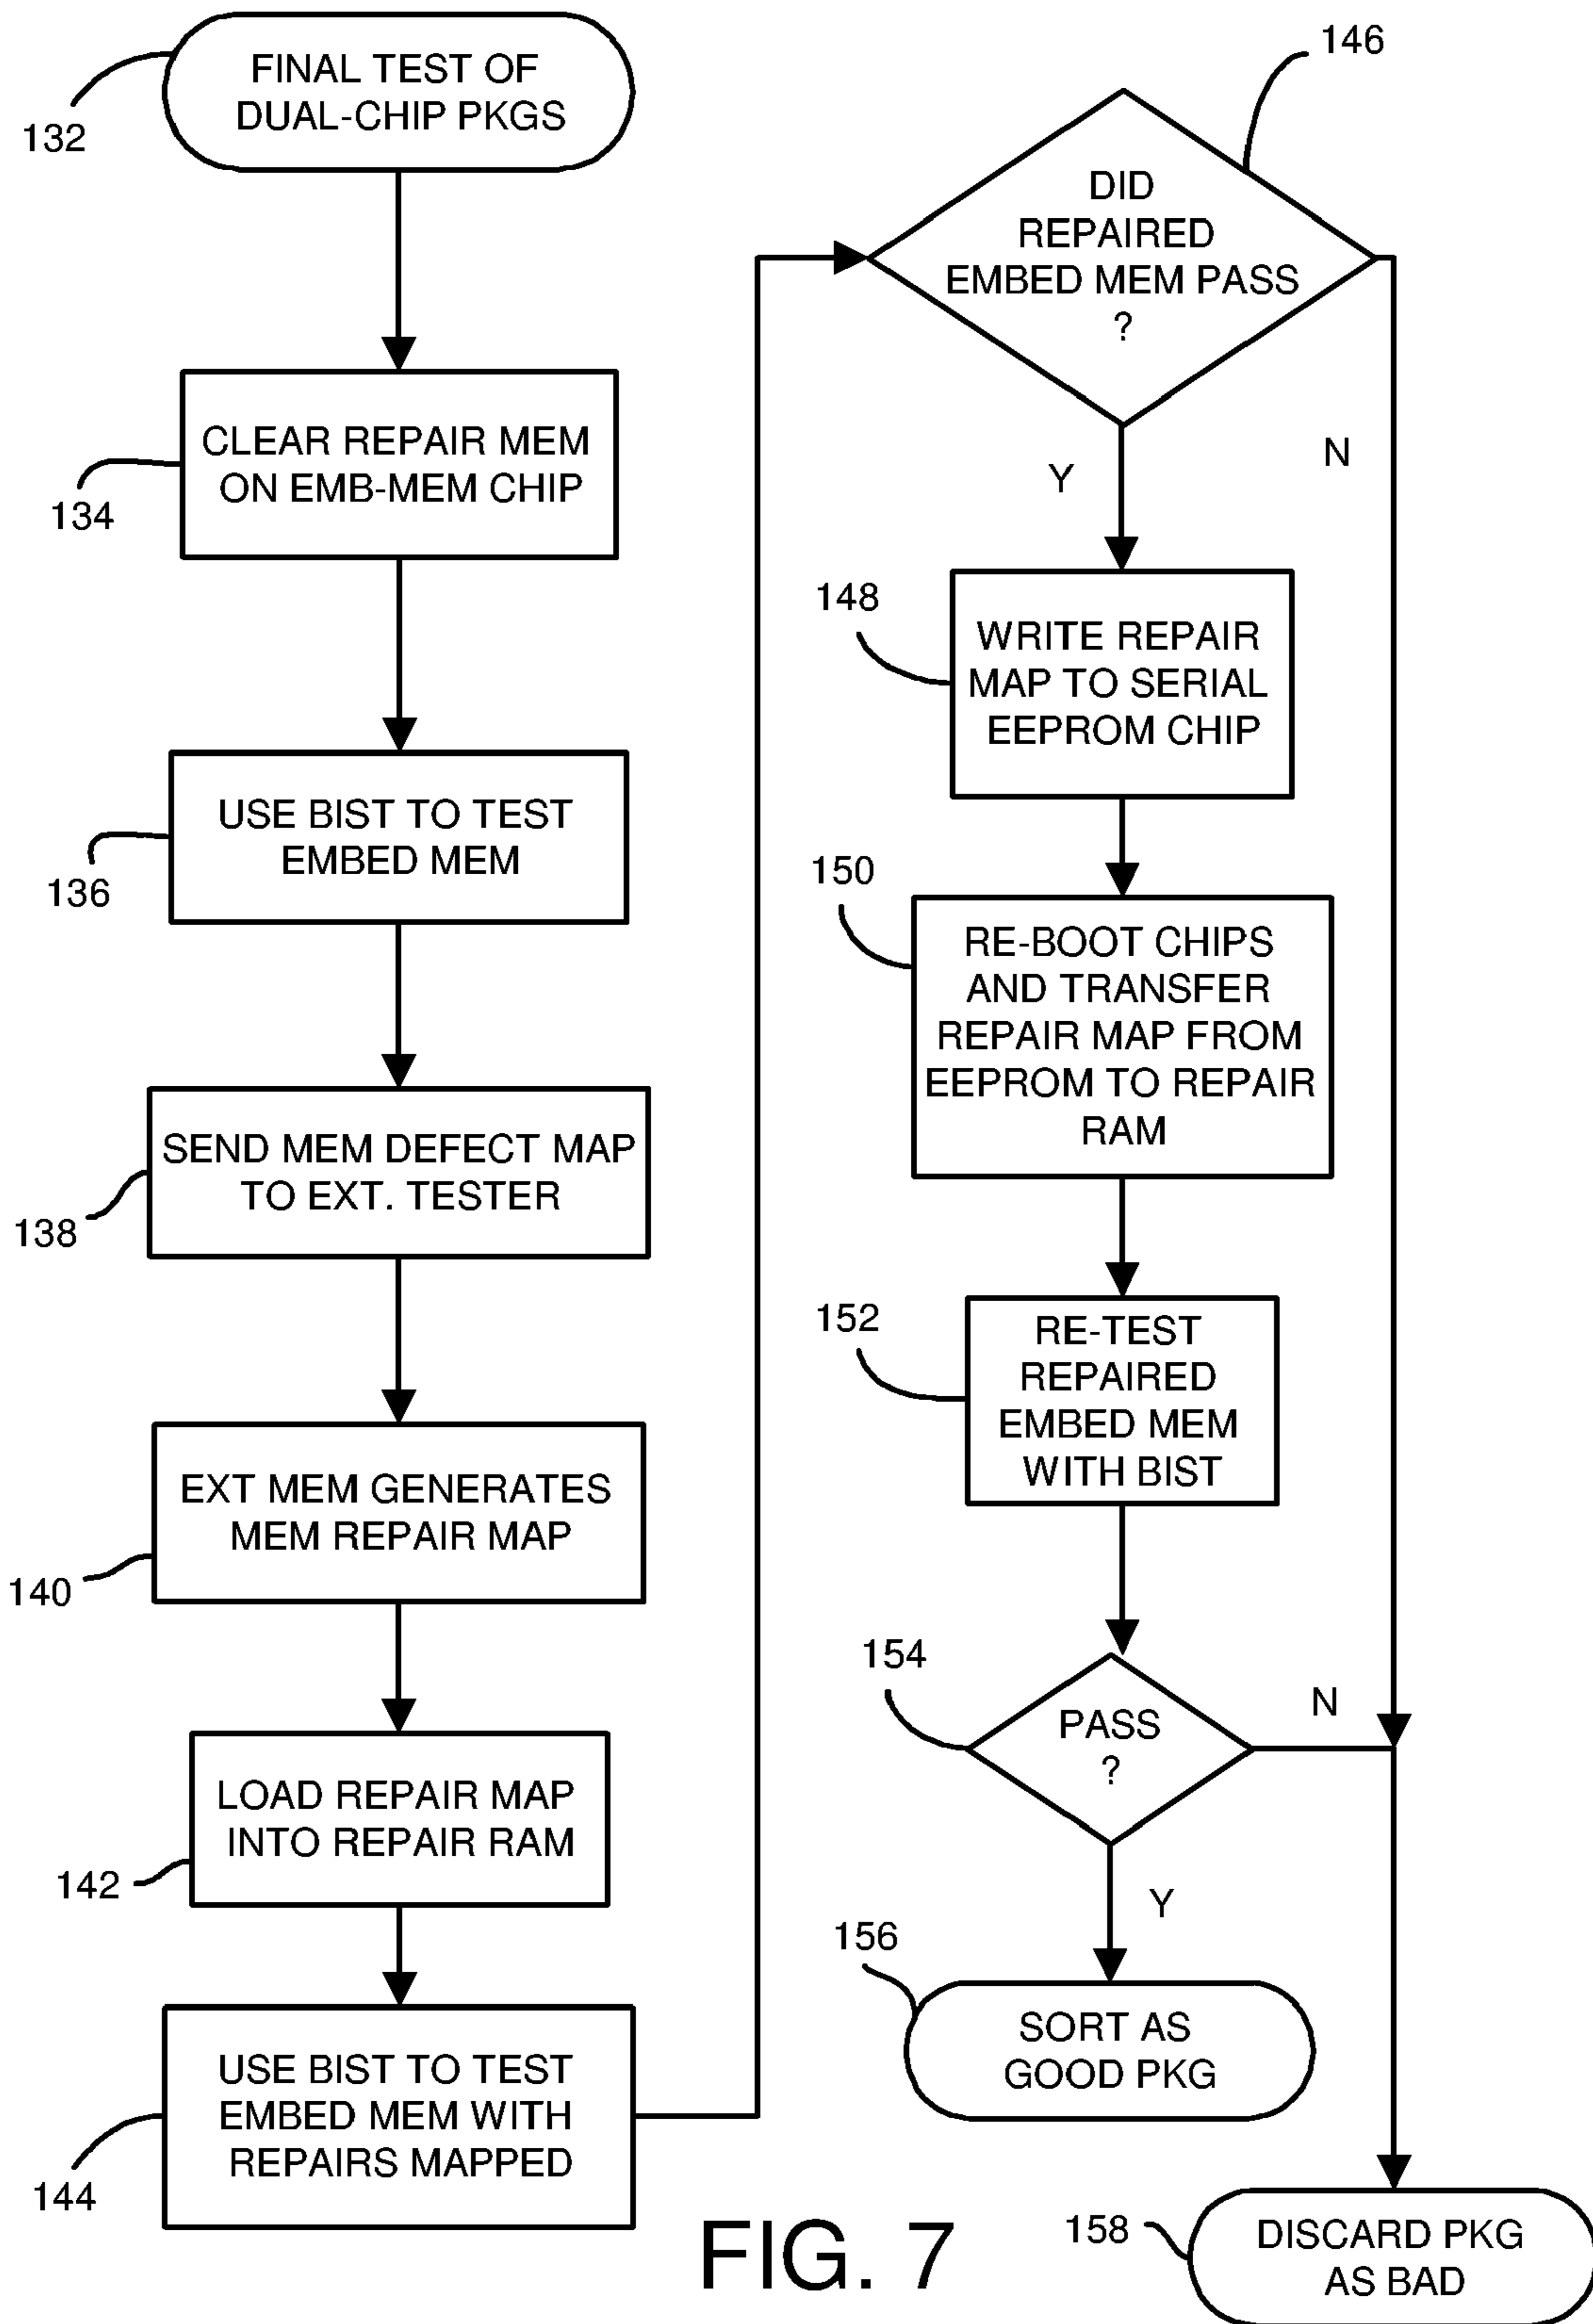 FINAL TEST OF
DUAL-CHIP PKGS
132
CLEAR REPAIR MEM
ON EMB-MEM CHIP
134
USE BIST TO TEST
EMBED MEM
136
SEND MEM DEFECT MAP
TO EXT. TESTER
138
EXT MEM GENERATES
MEM REPAIR MAP
140
LOAD REPAIR MAP
INTO REPAIR RAM
142
USE BIST TO TEST
EMBED MEM WITH
REPAIRS MAPPED
144
146
DID
REPAIRED
EMBED MEM PASS
?
N
Y
148
WRITE REPAIR
MAP TO SERIAL
EEPROM CHIP
150
RE-BOOT CHIPS
AND TRANSFER
REPAIR MAP FROM
EEPROM TO REPAIR
RAM
152
RE-TEST
REPAIRED
EMBED MEM
WITH BIST
154
PASS
?
N
Y
156
SORT AS
GOOD PKG
158
DISCARD PKG
AS BAD
FIG. 7